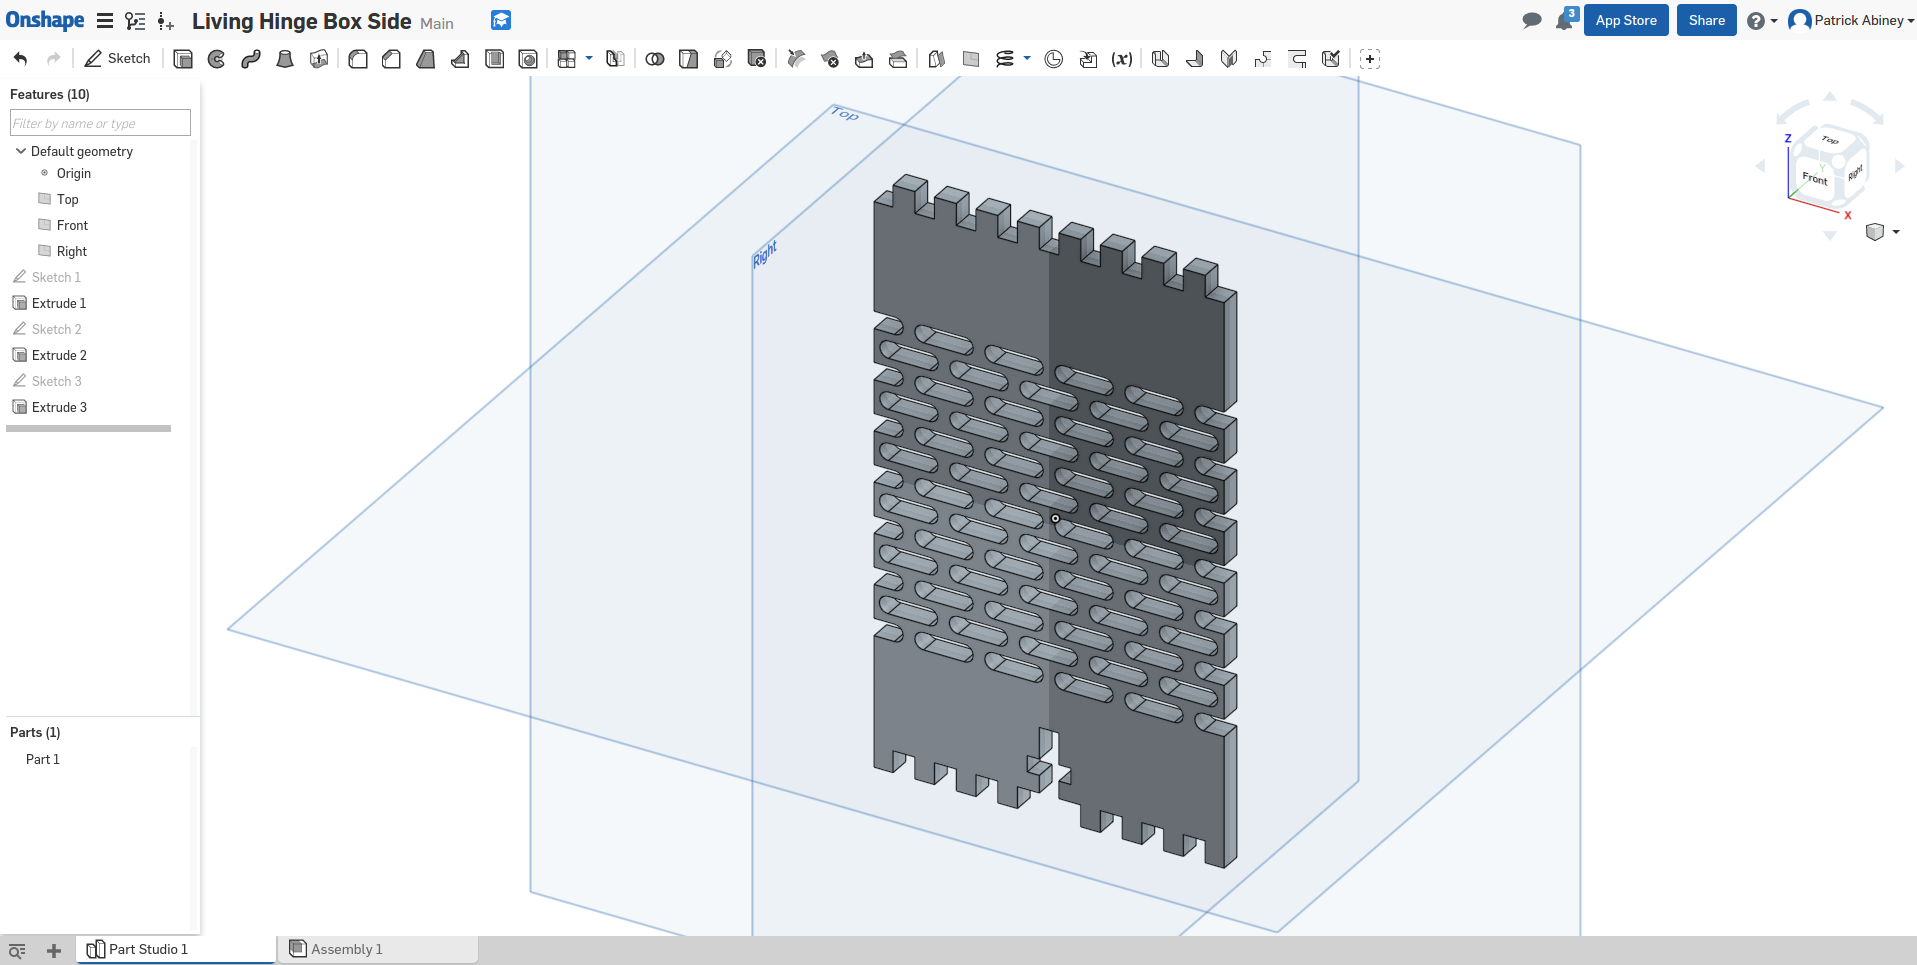 Onshape
Living Hinge Box Side Main
3
App Store
Share
Patrick Abiney
Sketch
(x)
Features (10)
Filter by name or type
Default geometry
Origin
Top
Front
Right
Sketch 1
Extrude 1
Sketch 2
Extrude 2
Sketch 3
Extrude 3
Parts (1)
Part 1
Top
Right
Z
Top
Y
Front
Right
X
Part Studio 1
Assembly 1